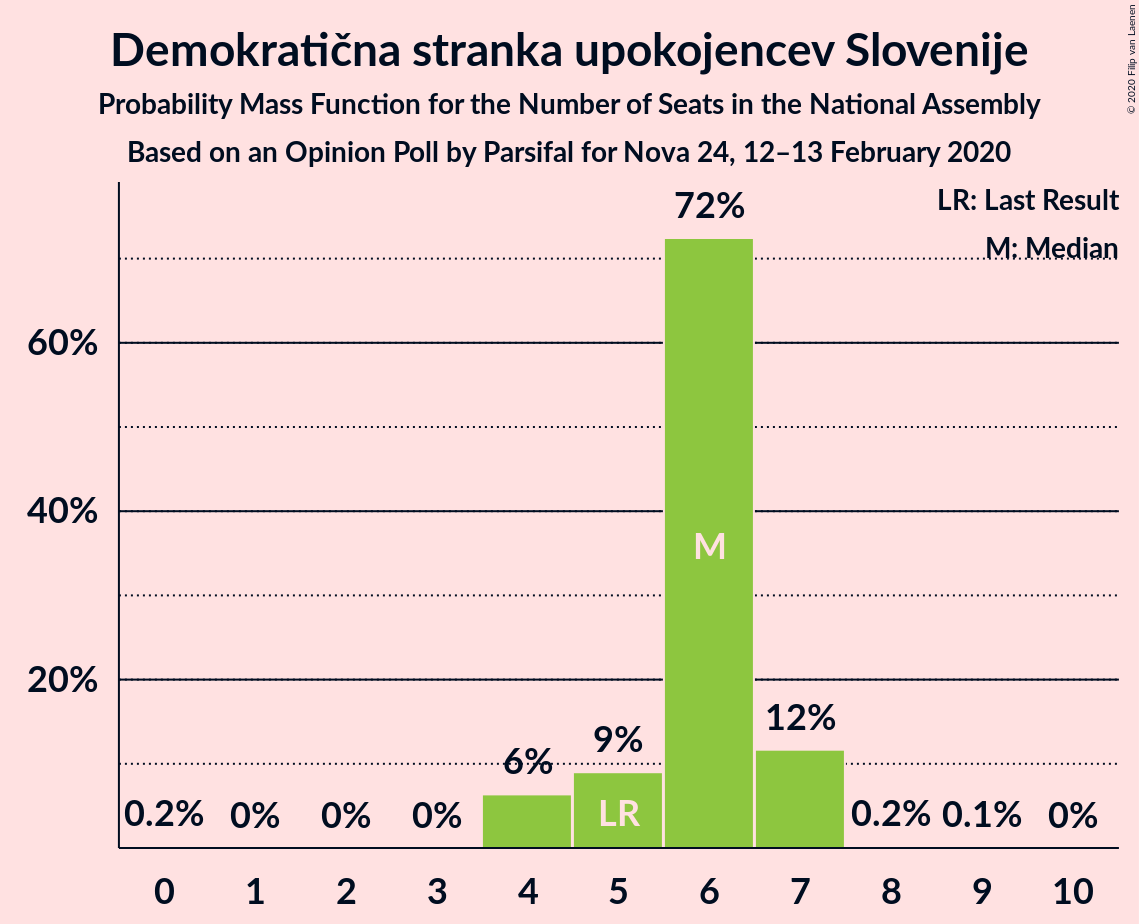 Demokratična stranka upokojencev Slovenije
Probability Mass Function for the Number of Seats in the National Assembly
Based on an Opinion Poll by Parsifal for Nova 24, 12–13 February 2020
© 2020 Filip van Laenen
LR: Last Result
M: Median
60%
40%
20%
0.2%
0%
0%
0%
6%
9%
72%
12%
0.2%
0.1%
0%
LR
M
0 1 2 3 4 5 6 7 8 9 10